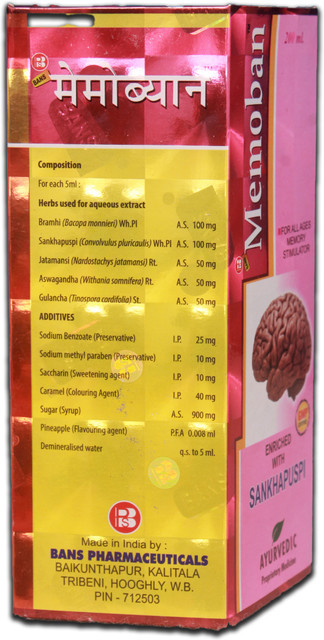 B
BANS
मेमोब्यान
Composition
For each 5ml :
Herbs used for aqueous extract
Bramhi (Bacopa monnieri) Wh.Pl A.S. 100 mg
Sankhapuspi (Convolvulus pluricaulis) Wh.Pl A.S. 100 mg
Jatamansi (Nardostachys jatamansi) Rt. A.S. 50 mg
Aswagandha (Withania somnifera) Rt. A.S. 50 mg
Gulancha (Tinospora cordifolia) St. A.S. 50 mg
ADDITIVES
Sodium Benzoate (Preservative) I.P. 25 mg
Sodium methyl paraben (Preservative) I.P. 10 mg
Saccharin (Sweetening agent) I.P. 10 mg
Caramel (Colouring Agent) I.P. 40 mg
Sugar (Syrup) A.S. 900 mg
Pineapple (Flavouring agent) P.F.A 0.008 ml
Demineralised water q.s. to 5 ml.
Made in India by :
BANS PHARMACEUTICALS
BAIKUNTHAPUR, KALITALA
TRIBENI, HOOGHLY, W.B.
PIN - 712503
200 ml.
Memoban
FOR ALL AGES
MEMORY
STIMULATOR
ENRICHED
WITH
SANKHAPUSPI
AYURVEDIC
Proprietary Medicine